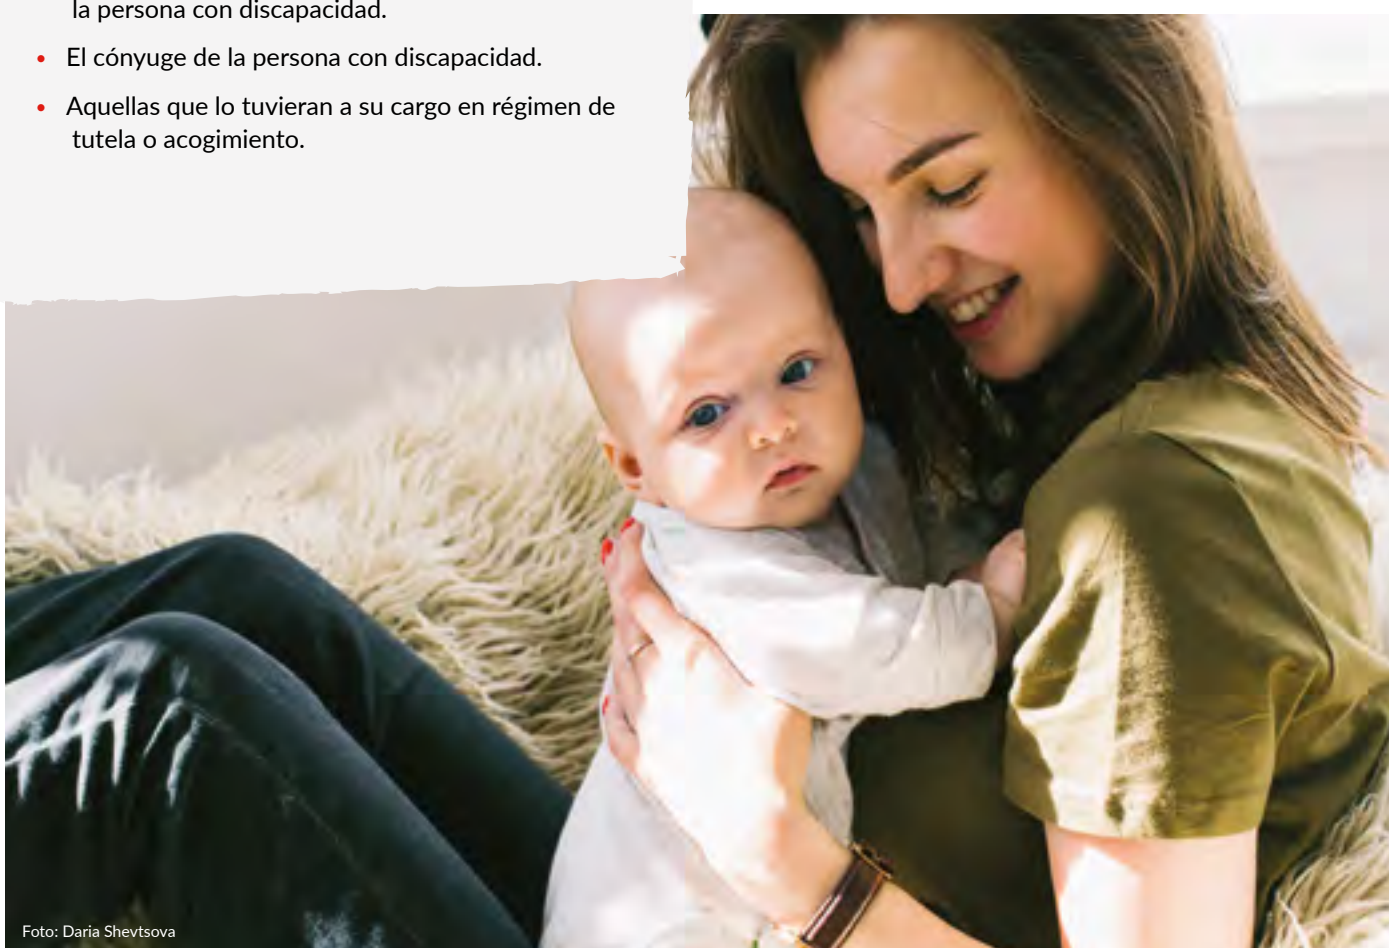 la persona con discapacidad.
• El cónyuge de la persona con discapacidad.
• Aquellas que lo tuvieran a su cargo en régimen de
tutela o acogimiento.
Foto: Daria Shevtsova